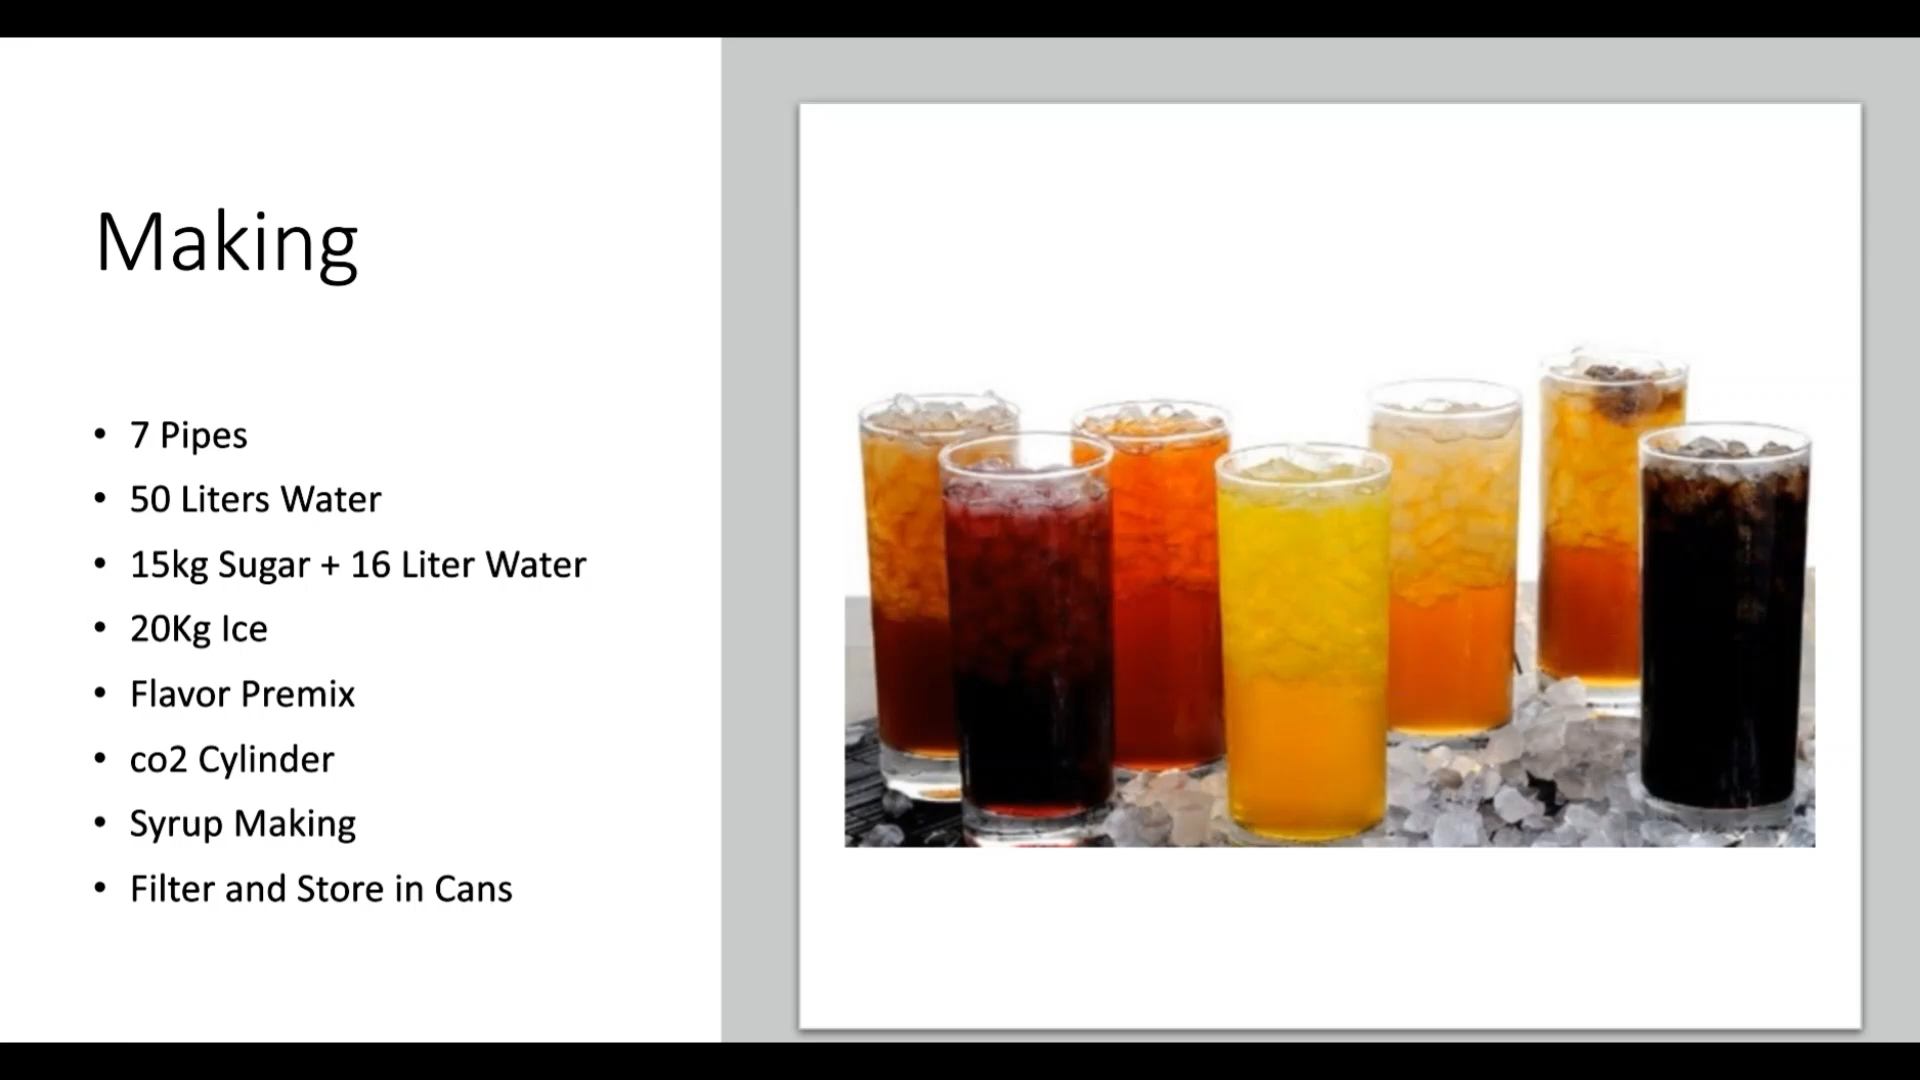 Making
• 7 Pipes
• 50 Liters Water
• 15kg Sugar + 16 Liter Water
• 20Kg Ice
• Flavor Premix
• co2 Cylinder
• Syrup Making
• Filter and Store in Cans